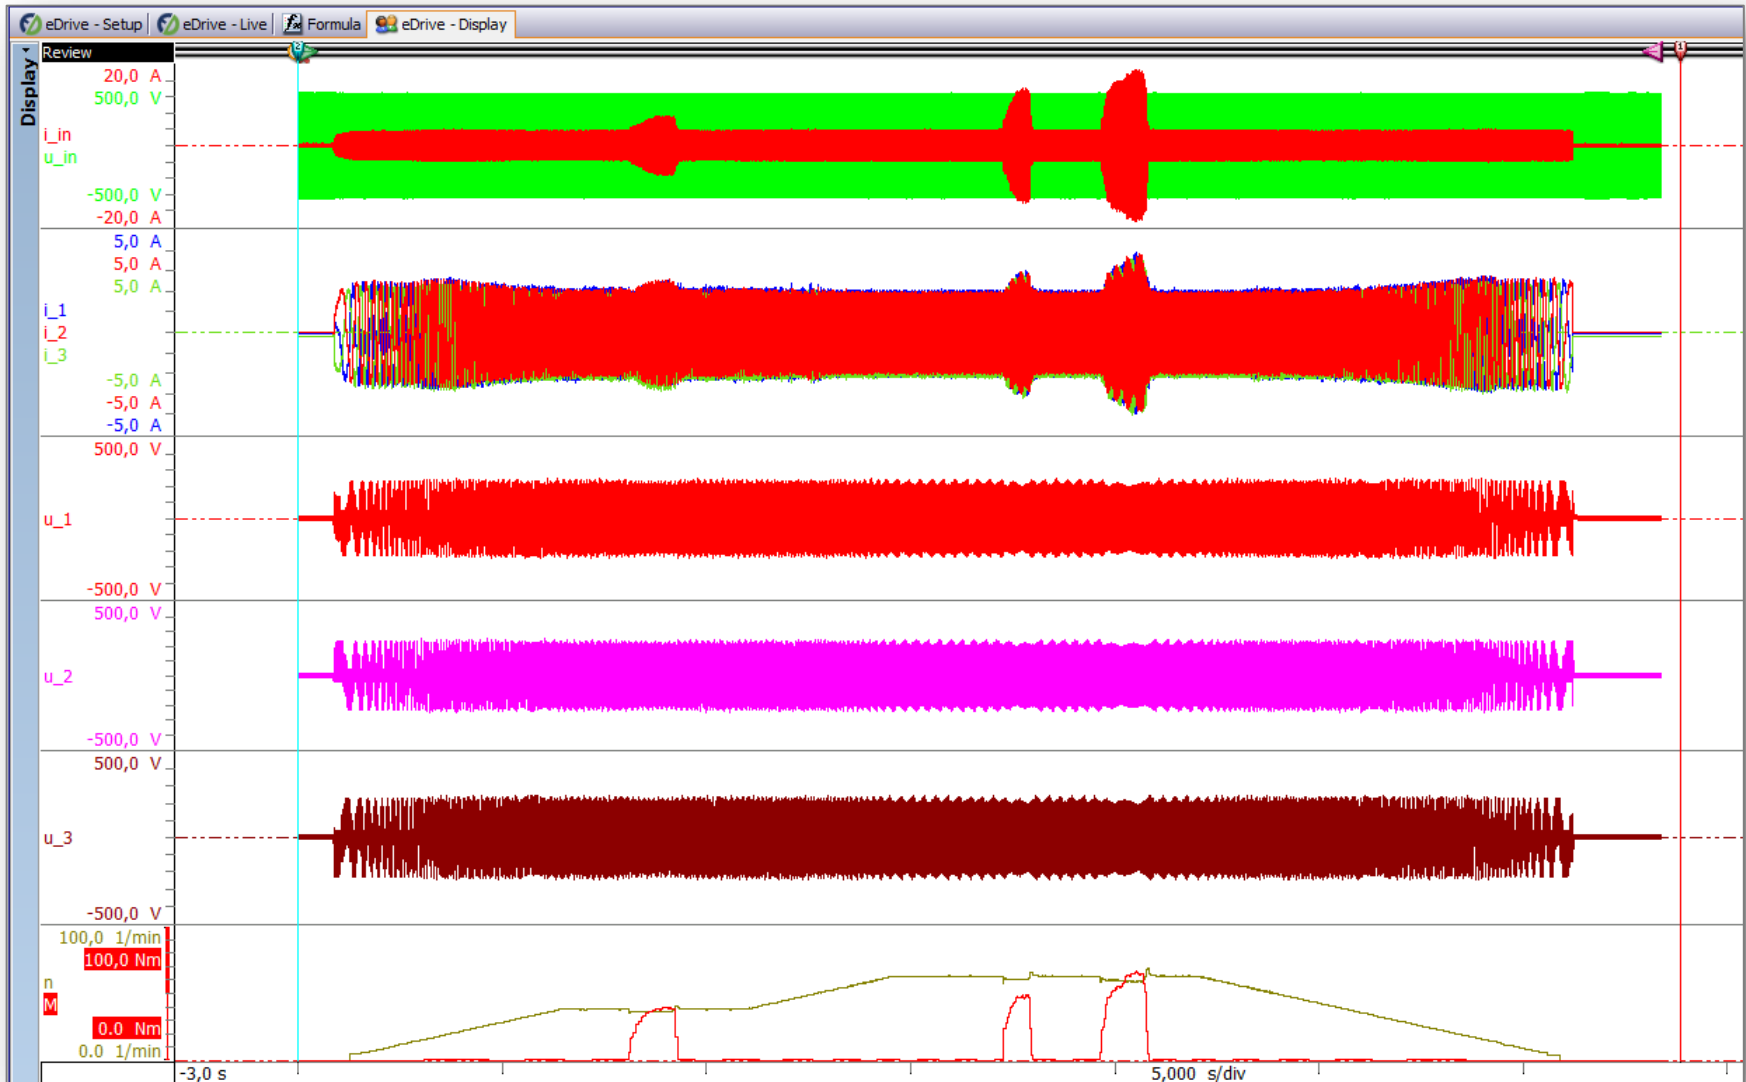 eDrive - Setup eDrive - Live fx Formula eDrive - Display
Display
Review
2
1
20,0 A
500,0 V
i_in
u_in
-500,0 V
-20,0 A
5,0 A
5,0 A
5,0 A
i_1
i_2
i_3
-5,0 A
-5,0 A
-5,0 A
500,0 V
u_1
-500,0 V
500,0 V
u_2
-500,0 V
500,0 V
u_3
-500,0 V
100,0 1/min
100,0 Nm
n
M
0.0 Nm
0.0 1/min
-3,0 s 5,000 s/div